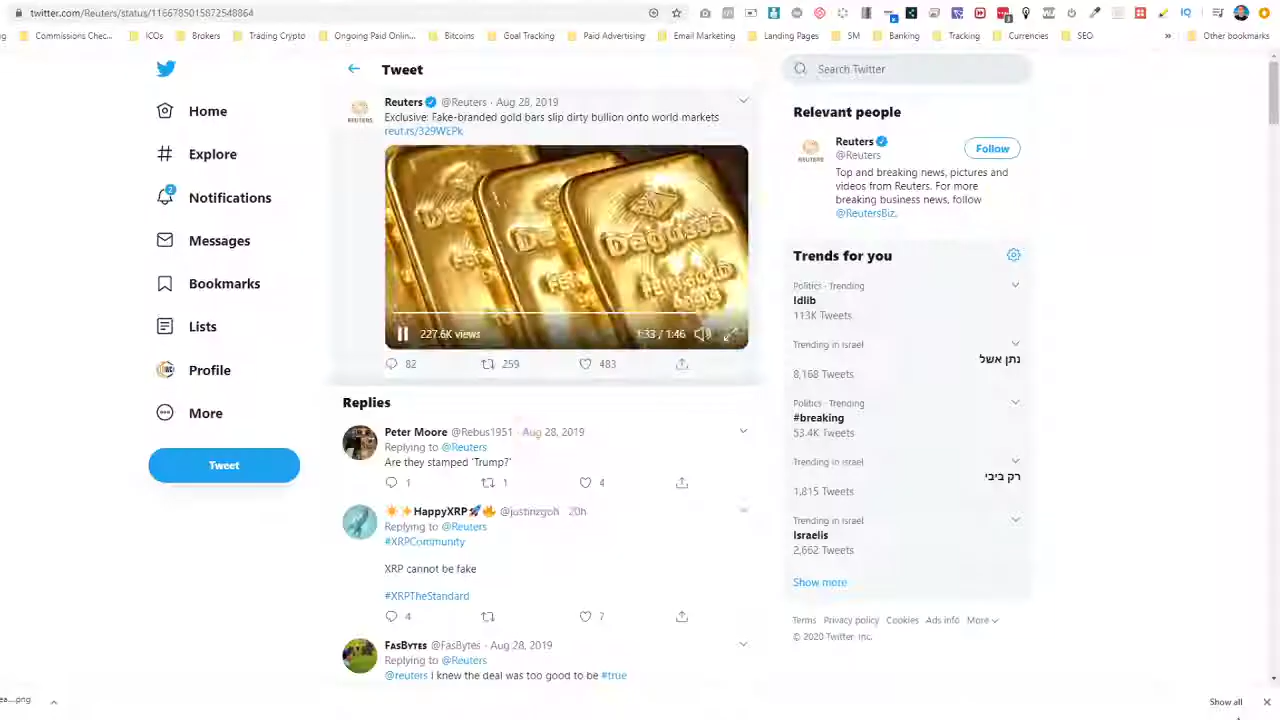 twitter.com/Reuters/status/1166785015872548864
Commissions Chec...
ICOs
Brokers
Trading Crypto
Ongoing Paid Onlin...
Bitcoins
Goal Tracking
Paid Advertising
Email Marketing
Landing Pages
SM
Banking
Tracking
Currencies
SEO
»
Other bookmarks
Home
Explore
2
Notifications
Messages
Bookmarks
Lists
Profile
More
Tweet
Tweet
Reuters @Reuters · Aug 28, 2019
Exclusive: Fake-branded gold bars slip dirty bullion onto world markets
reut.rs/329WEPk
REUTERS
Degussa
FEINGOLD
227.6K views
1:33 / 1:46
82
259
483
Replies
Peter Moore @Rebus1951 · Aug 28, 2019
Replying to @Reuters
Are they stamped 'Trump?'
1
1
4
HappyXRP @justinzgoh · 20h
Replying to @Reuters
#XRPCommunity
XRP cannot be fake
#XRPTheStandard
4
7
FᴀsBʏᴛᴇs @FasBytes · Aug 28, 2019
Replying to @Reuters
@reuters i knew the deal was too good to be #true
Search Twitter
Relevant people
Reuters
@Reuters
REUTERS
Follow
Top and breaking news, pictures and
videos from Reuters. For more
breaking business news, follow
@ReutersBiz.
Trends for you
Politics · Trending
Idlib
113K Tweets
Trending in Israel
נתן אשל
8,168 Tweets
Politics · Trending
#breaking
53.4K Tweets
Trending in Israel
רק ביבי
1,815 Tweets
Trending in Israel
Israelis
2,662 Tweets
Show more
Terms Privacy policy Cookies Ads info More
© 2020 Twitter, Inc.
ea....png
Show all